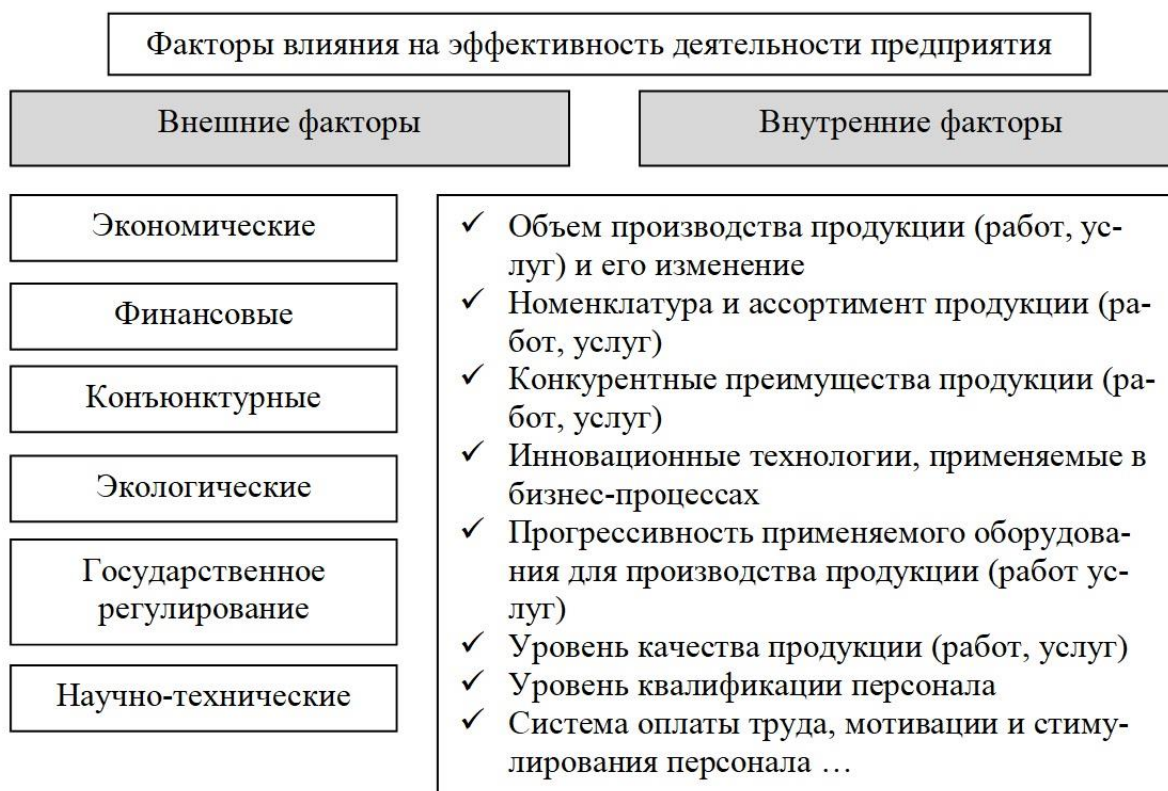 Факторы влияния на эффективность деятельности предприятия
Внешние факторы
Внутренние факторы
Экономические
Финансовые
Конъюнктурные
Экологические
Государственное
регулирование
Научно-технические
✓ Объем производства продукции (работ, ус-
луг) и его изменение
✓ Номенклатура и ассортимент продукции (ра-
бот, услуг)
✓ Конкурентные преимущества продукции (ра-
бот, услуг)
✓ Инновационные технологии, применяемые в
бизнес-процессах
✓ Прогрессивность применяемого оборудова-
ния для производства продукции (работ ус-
луг)
✓ Уровень качества продукции (работ, услуг)
✓ Уровень квалификации персонала
✓ Система оплаты труда, мотивации и стиму-
лирования персонала …